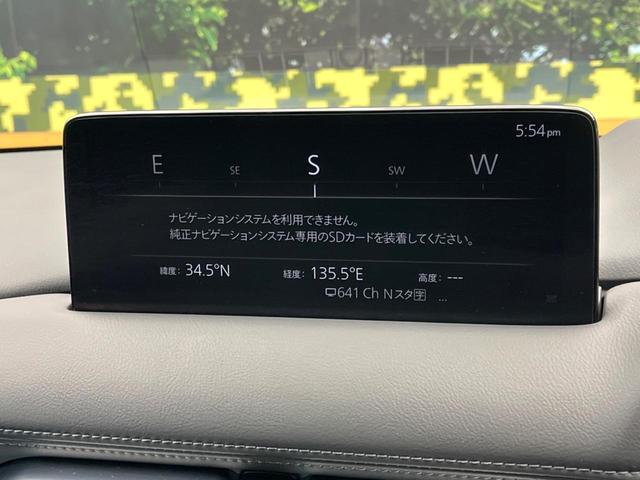 5:54 pm
E SE S SW W
ナビゲーションシステムを利用できません。
純正ナビゲーションシステム専用のSDカードを装着してください。
緯度: 34.5°N 経度: 135.5°E 高度: ---
641 Ch Nスタ🈑 ...